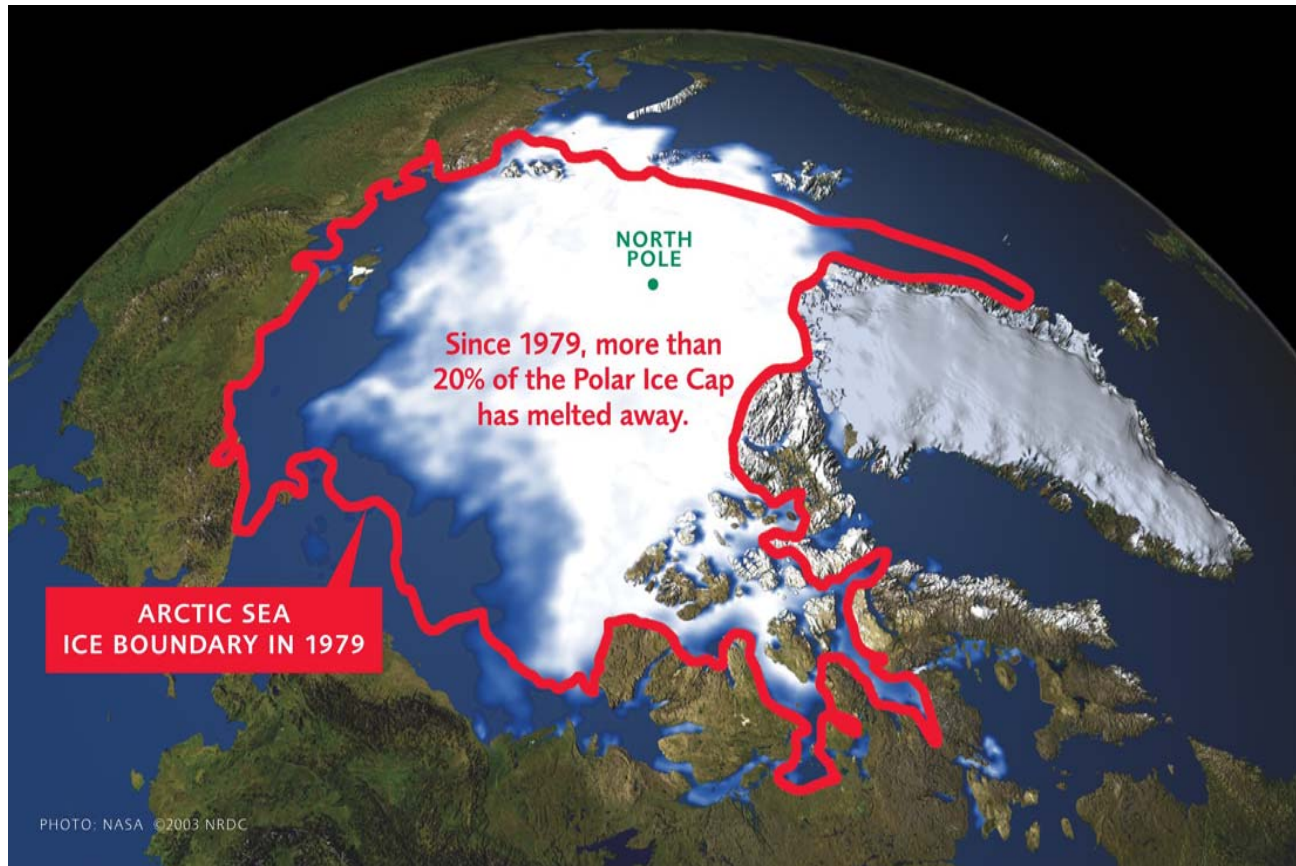 NORTH
POLE
Since 1979, more than
20% of the Polar Ice Cap
has melted away.
ARCTIC SEA
ICE BOUNDARY IN 1979
PHOTO: NASA ©2003 NRDC